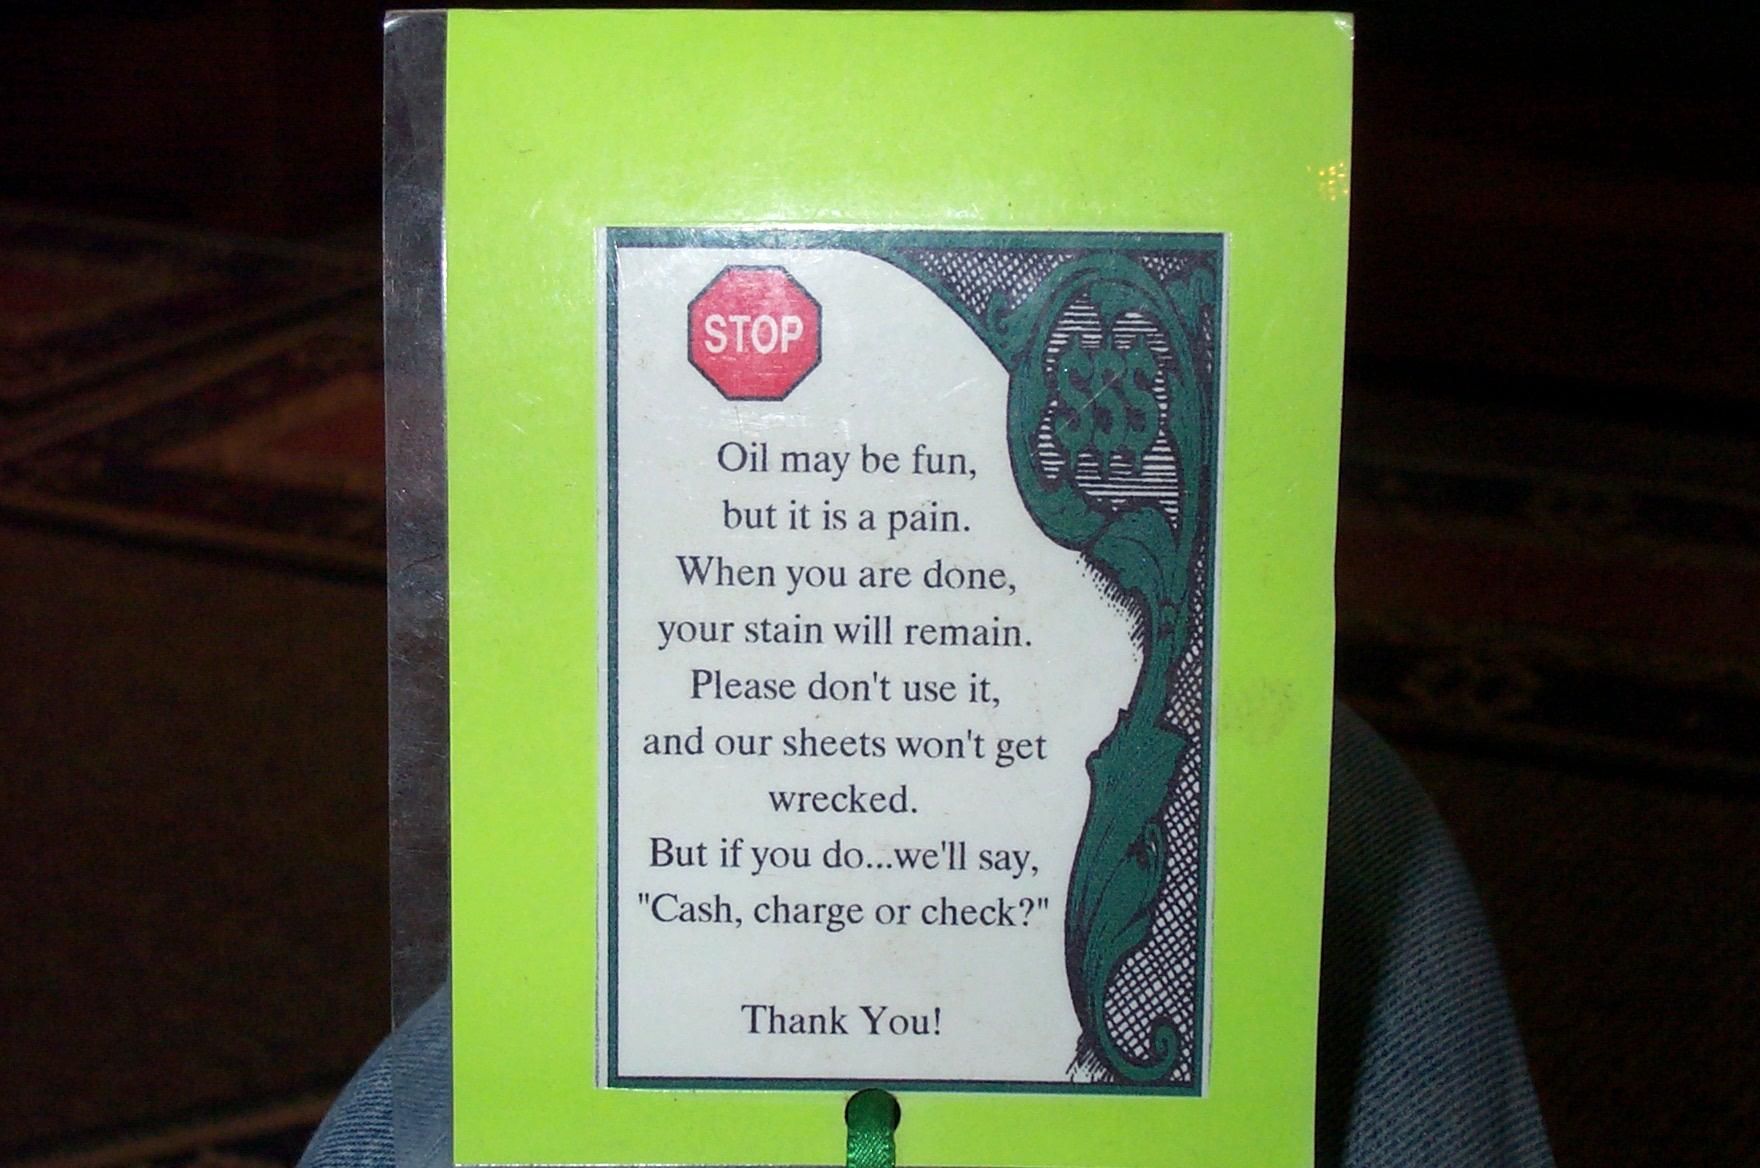 STOP
$$$
Oil may be fun,
but it is a pain.
When you are done,
your stain will remain.
Please don't use it,
and our sheets won't get
wrecked.
But if you do...we'll say,
"Cash, charge or check?"
Thank You!